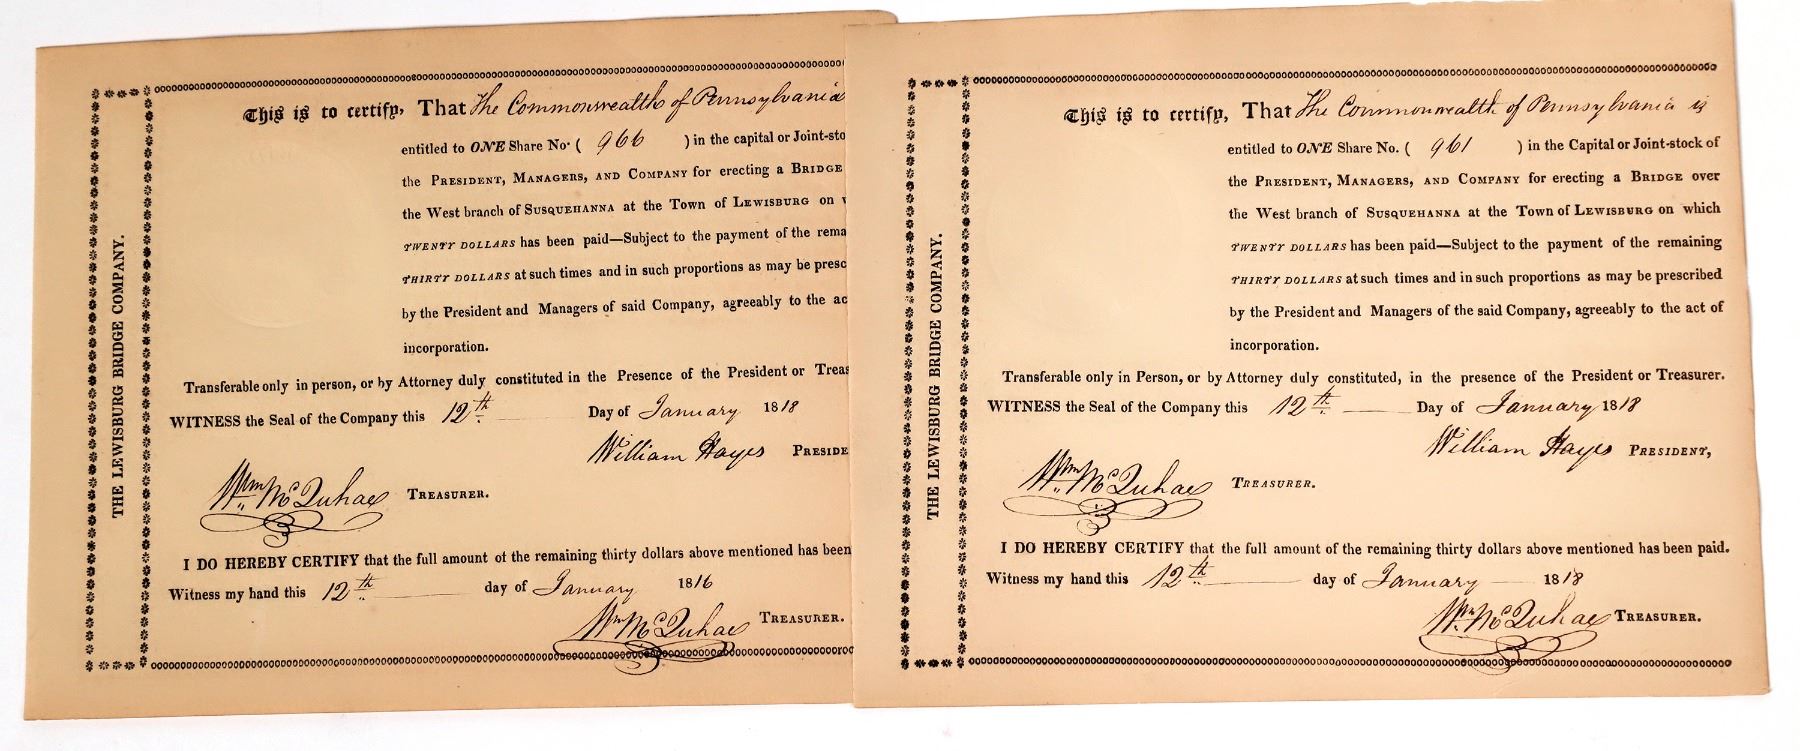 THE LEWISBURG BRIDGE COMPANY.
This is to certify, That The Commonwealth of Pennsylvania
entitled to ONE Share No. ( 966 ) in the capital or Joint-sto
the PRESIDENT, MANAGERS, AND COMPANY for erecting a BRIDGE
the West branch of SUSQUEHANNA at the Town of LEWISBURG on w
TWENTY DOLLARS has been paid—Subject to the payment of the rema
THIRTY DOLLARS at such times and in such proportions as may be presc
by the President and Managers of said Company, agreeably to the ac
incorporation.
Transferable only in person, or by Attorney duly constituted in the Presence of the President or Treas
WITNESS the Seal of the Company this 12th Day of January 1818
William Hayes PRESIDE
Wm McQuhae TREASURER.
I DO HEREBY CERTIFY that the full amount of the remaining thirty dollars above mentioned has been
Witness my hand this 12th day of January 1816
Wm McQuhae TREASURER.
THE LEWISBURG BRIDGE COMPANY.
This is to certify, That The Commonwealth of Pennsylvania is
entitled to ONE Share No. ( 961 ) in the Capital or Joint-stock of
the PRESIDENT, MANAGERS, AND COMPANY for erecting a BRIDGE over
the West branch of SUSQUEHANNA at the Town of LEWISBURG on which
TWENTY DOLLARS has been paid—Subject to the payment of the remaining
THIRTY DOLLARS at such times and in such proportions as may be prescribed
by the President and Managers of the said Company, agreeably to the act of
incorporation.
Transferable only in Person, or by Attorney duly constituted, in the presence of the President or Treasurer.
WITNESS the Seal of the Company this 12th Day of January 1818
William Hayes PRESIDENT,
Wm McQuhae TREASURER.
I DO HEREBY CERTIFY that the full amount of the remaining thirty dollars above mentioned has been paid.
Witness my hand this 12th day of January 1818
Wm McQuhae TREASURER.